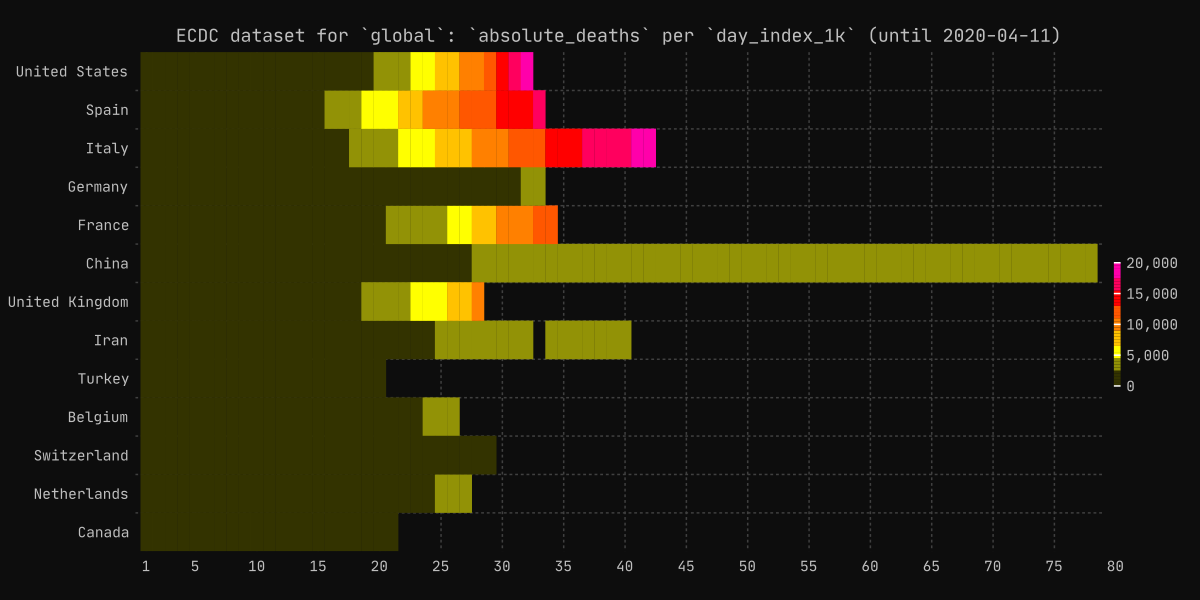 ECDC dataset for `global`: `absolute_deaths` per `day_index_1k` (until 2020-04-11)
United States
Spain
Italy
Germany
France
China
United Kingdom
Iran
Turkey
Belgium
Switzerland
Netherlands
Canada
1 5 10 15 20 25 30 35 40 45 50 55 60 65 70 75 80
20,000
15,000
10,000
5,000
0